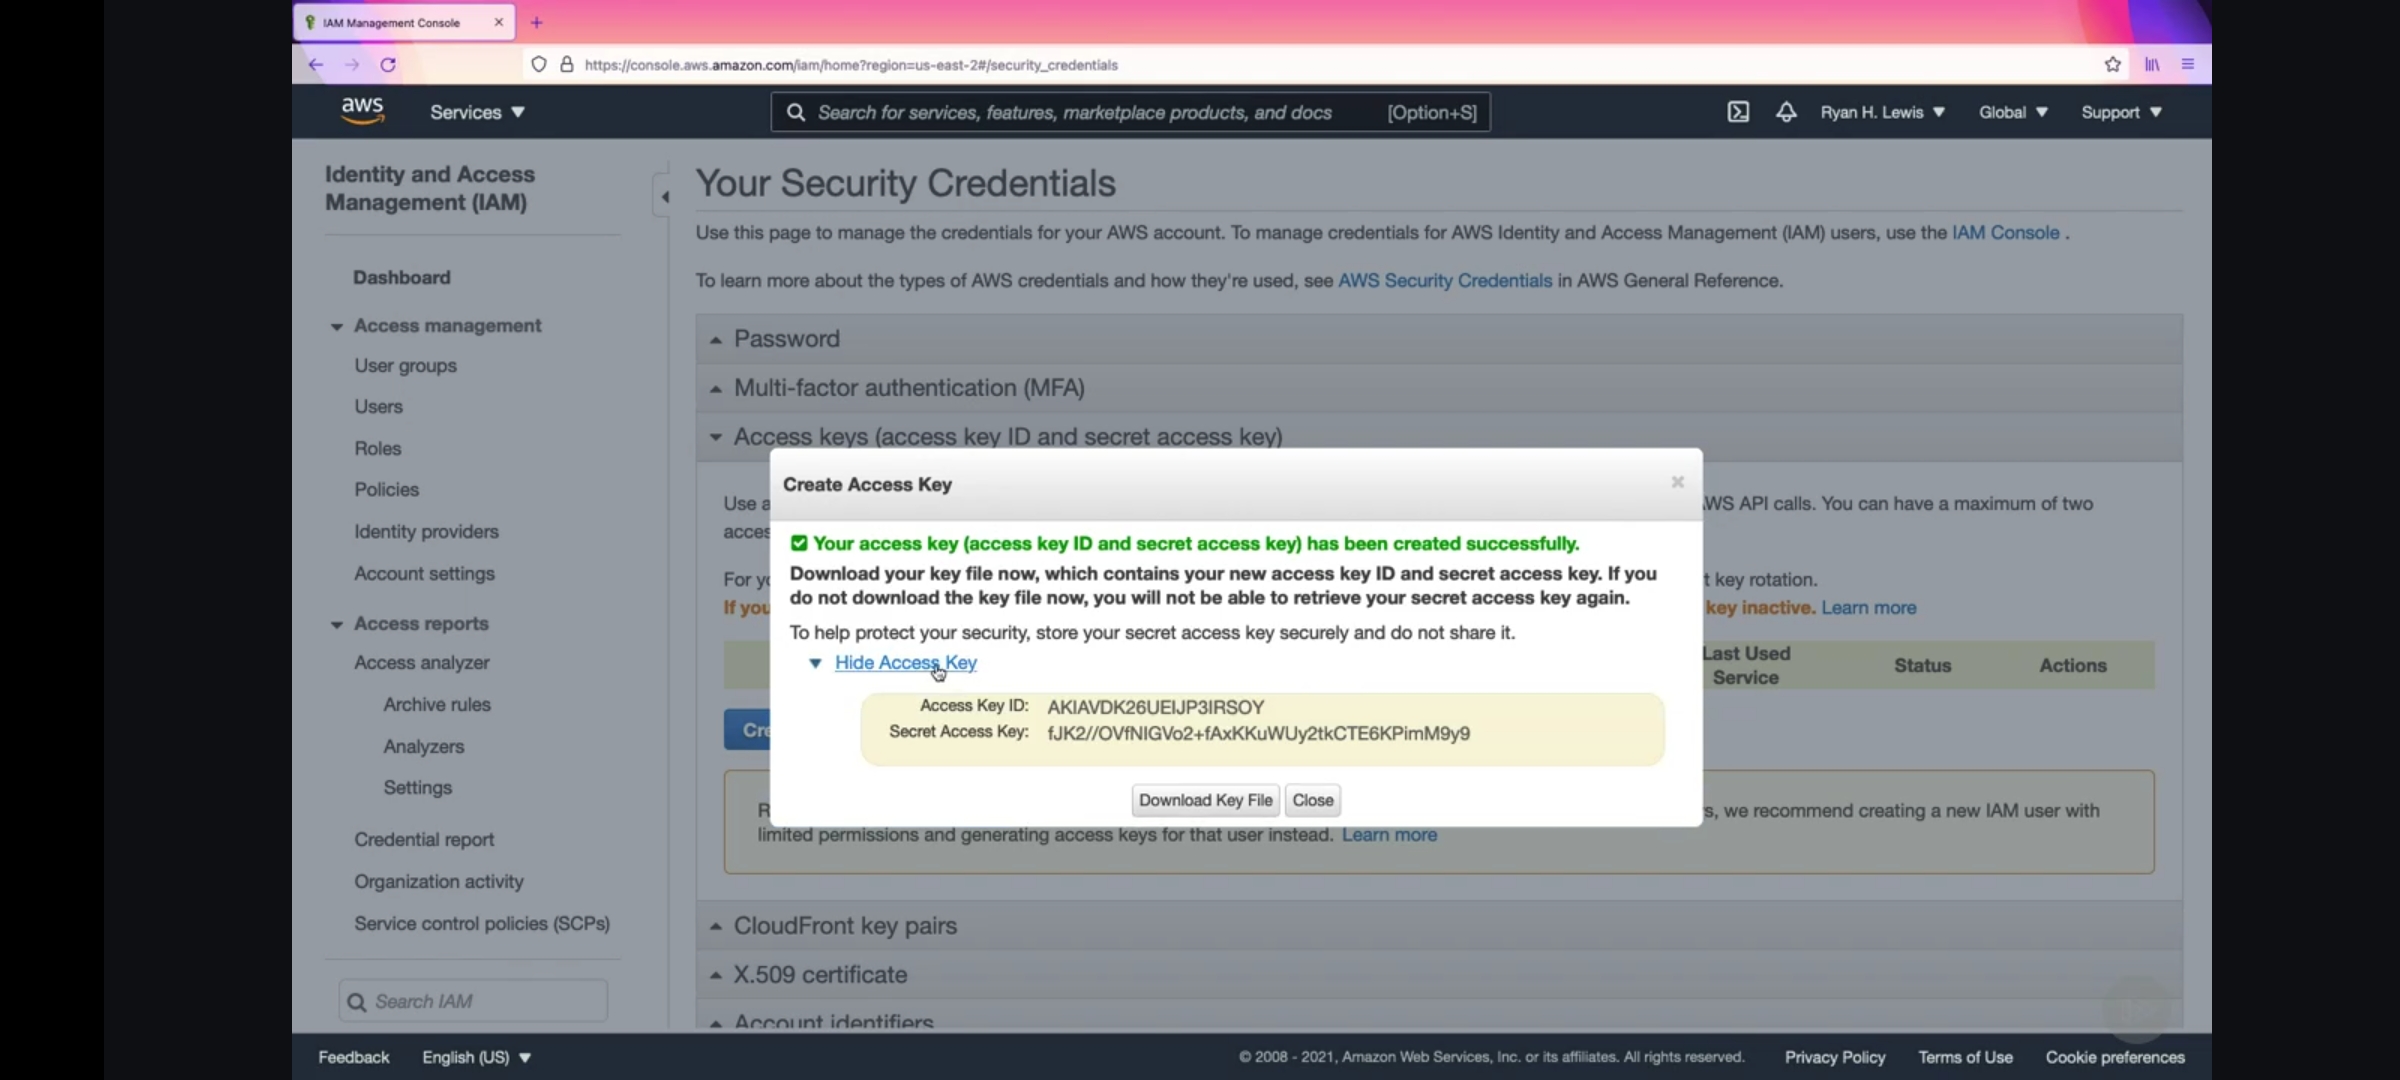 IAM Management Console
https://console.aws.amazon.com/iam/home?region=us-east-2#/security_credentials
aws
Services
Search for services, features, marketplace products, and docs
[Option+S]
Ryan H. Lewis
Global
Support
Identity and Access
Management (IAM)
Dashboard
Access management
User groups
Users
Roles
Policies
Identity providers
Account settings
Access reports
Access analyzer
Archive rules
Analyzers
Settings
Credential report
Organization activity
Service control policies (SCPs)
Search IAM
Your Security Credentials
Use this page to manage the credentials for your AWS account. To manage credentials for AWS Identity and Access Management (IAM) users, use the IAM Console .
To learn more about the types of AWS credentials and how they're used, see AWS Security Credentials in AWS General Reference.
Password
Multi-factor authentication (MFA)
Access keys (access key ID and secret access key)
Use
WS API calls. You can have a maximum of two
For
key rotation.
If you
key inactive. Learn more
Last Used
Service
Status
Actions
Create Access Key
Your access key (access key ID and secret access key) has been created successfully.
Download your key file now, which contains your new access key ID and secret access key. If you
do not download the key file now, you will not be able to retrieve your secret access key again.
To help protect your security, store your secret access key securely and do not share it.
Hide Access Key
Access Key ID: AKIAVDK26UEIJP3IRSOY
Secret Access Key:
Download Key File
Close
we recommend creating a new IAM user with
limited permissions and generating access keys for that user instead. Learn more
CloudFront key pairs
X.509 certificate
Account identifiers
Feedback
English (US)
© 2008 - 2021, Amazon Web Services, Inc. or its affiliates. All rights reserved.
Privacy Policy
Terms of Use
Cookie preferences